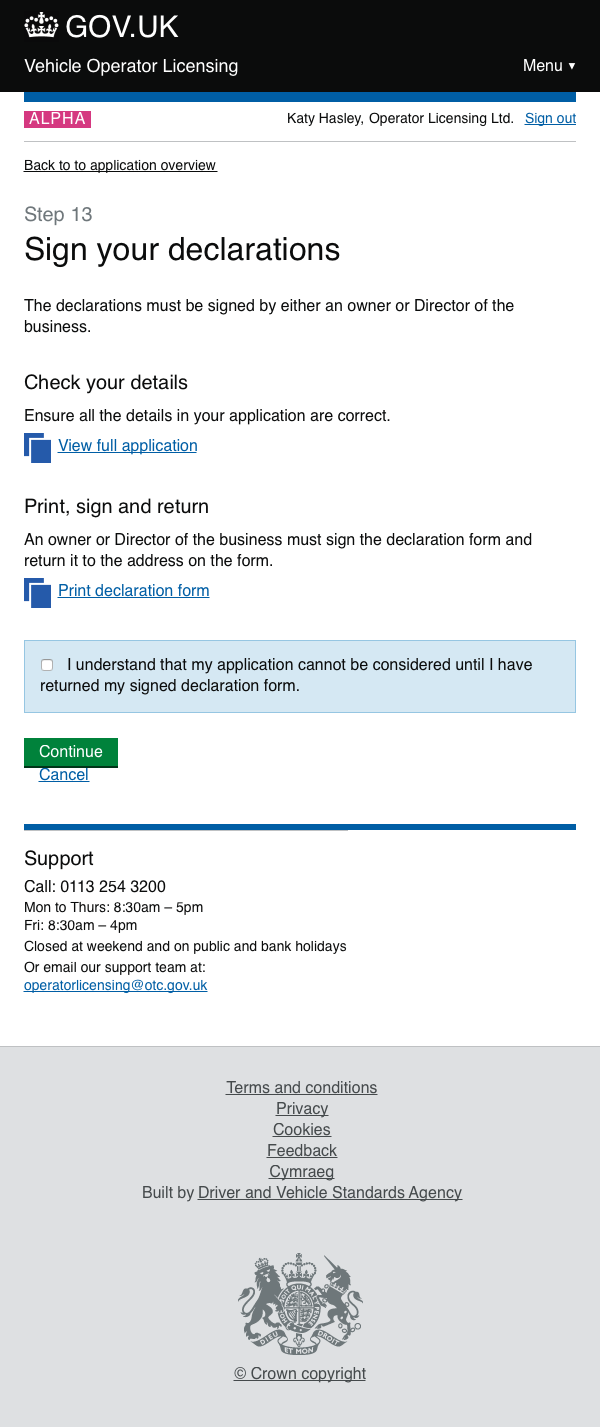 GOV.UK
Vehicle Operator Licensing
Menu ▼
ALPHA
Katy Hasley, Operator Licensing Ltd. Sign out
Back to to application overview
Step 13
Sign your declarations
The declarations must be signed by either an owner or Director of the
business.
Check your details
Ensure all the details in your application are correct.
View full application
Print, sign and return
An owner or Director of the business must sign the declaration form and
return it to the address on the form.
Print declaration form
I understand that my application cannot be considered until I have
returned my signed declaration form.
Continue
Cancel
Support
Call: 0113 254 3200
Mon to Thurs: 8:30am – 5pm
Fri: 8:30am – 4pm
Closed at weekend and on public and bank holidays
Or email our support team at:
operatorlicensing@otc.gov.uk
Terms and conditions
Privacy
Cookies
Feedback
Cymraeg
Built by Driver and Vehicle Standards Agency
DIEU ET MON DROIT
© Crown copyright